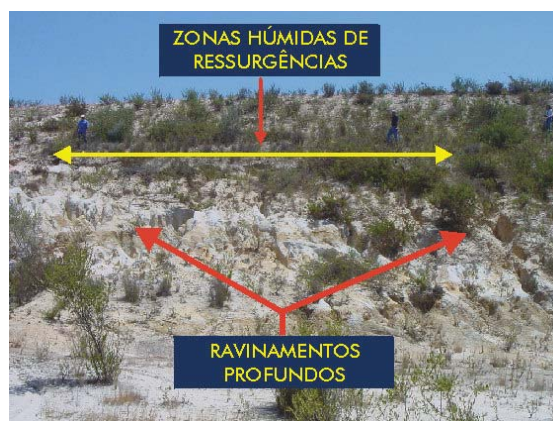 ZONAS HÚMIDAS DE
RESSURGÊNCIAS
RAVINAMENTOS
PROFUNDOS